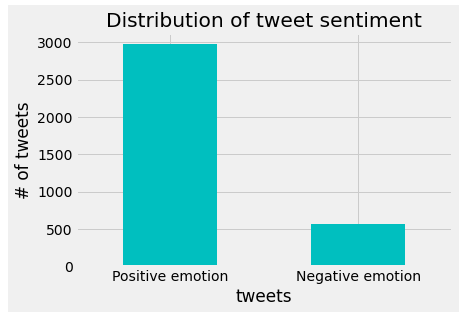 Distribution of tweet sentiment
3000
2500
2000
1500
1000
500
0
# of tweets
Positive emotion
Negative emotion
tweets